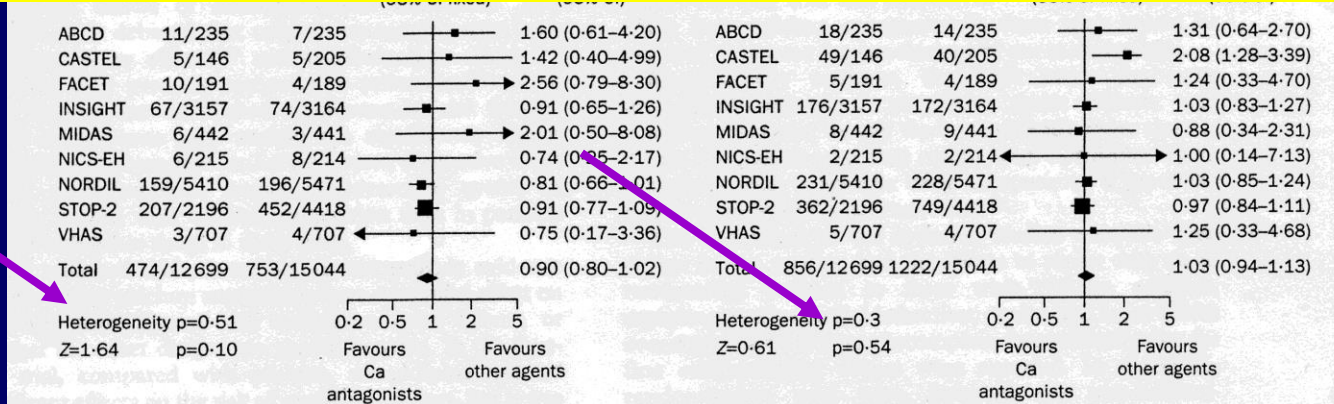 ABCD 11/235 7/235 1·60 (0·61–4·20)
CASTEL 5/146 5/205 1·42 (0·40–4·99)
FACET 10/191 4/189 2·56 (0·79–8·30)
INSIGHT 67/3157 74/3164 0·91 (0·65–1·26)
MIDAS 6/442 3/441 2·01 (0·50–8·08)
NICS-EH 6/215 8/214 0·74 2·17)
NORDIL 159/5410 196/5471 0·81 (0·66–1·01)
STOP-2 207/2196 452/4418 0·91 (0·77–1·09)
VHAS 3/707 4/707 0·75 (0·17–3·36)
Total 474/12 699 753/15 044 0·90 (0·80–1·02)
0·2 0·5 1 2 5
Heterogeneity p=0·51
Z=1·64 p=0·10
Favours Ca antagonists
Favours other agents
ABCD 18/235 14/235 1·31 (0·64–2·70)
CASTEL 49/146 40/205 2·08 (1·28–3·39)
FACET 5/191 4/189 1·24 (0·33–4·70)
INSIGHT 176/3157 172/3164 1·03 (0·83–1·27)
MIDAS 8/442 9/441 0·88 (0·34–2·31)
NICS-EH 2/215 2/214 1·00 (0·14–7·13)
NORDIL 231/5410 228/5471 1·03 (0·85–1·24)
STOP-2 362/2196 749/4418 0·97 (0·84–1·11)
VHAS 5/707 4/707 1·25 (0·33–4·68)
Total 856/12 699 1222/15 044 1·03 (0·94–1·13)
0·2 0·5 1 2 5
Heterogeneity p=0·3
Z=0·61 p=0·54
Favours Ca antagonists
Favours other agents